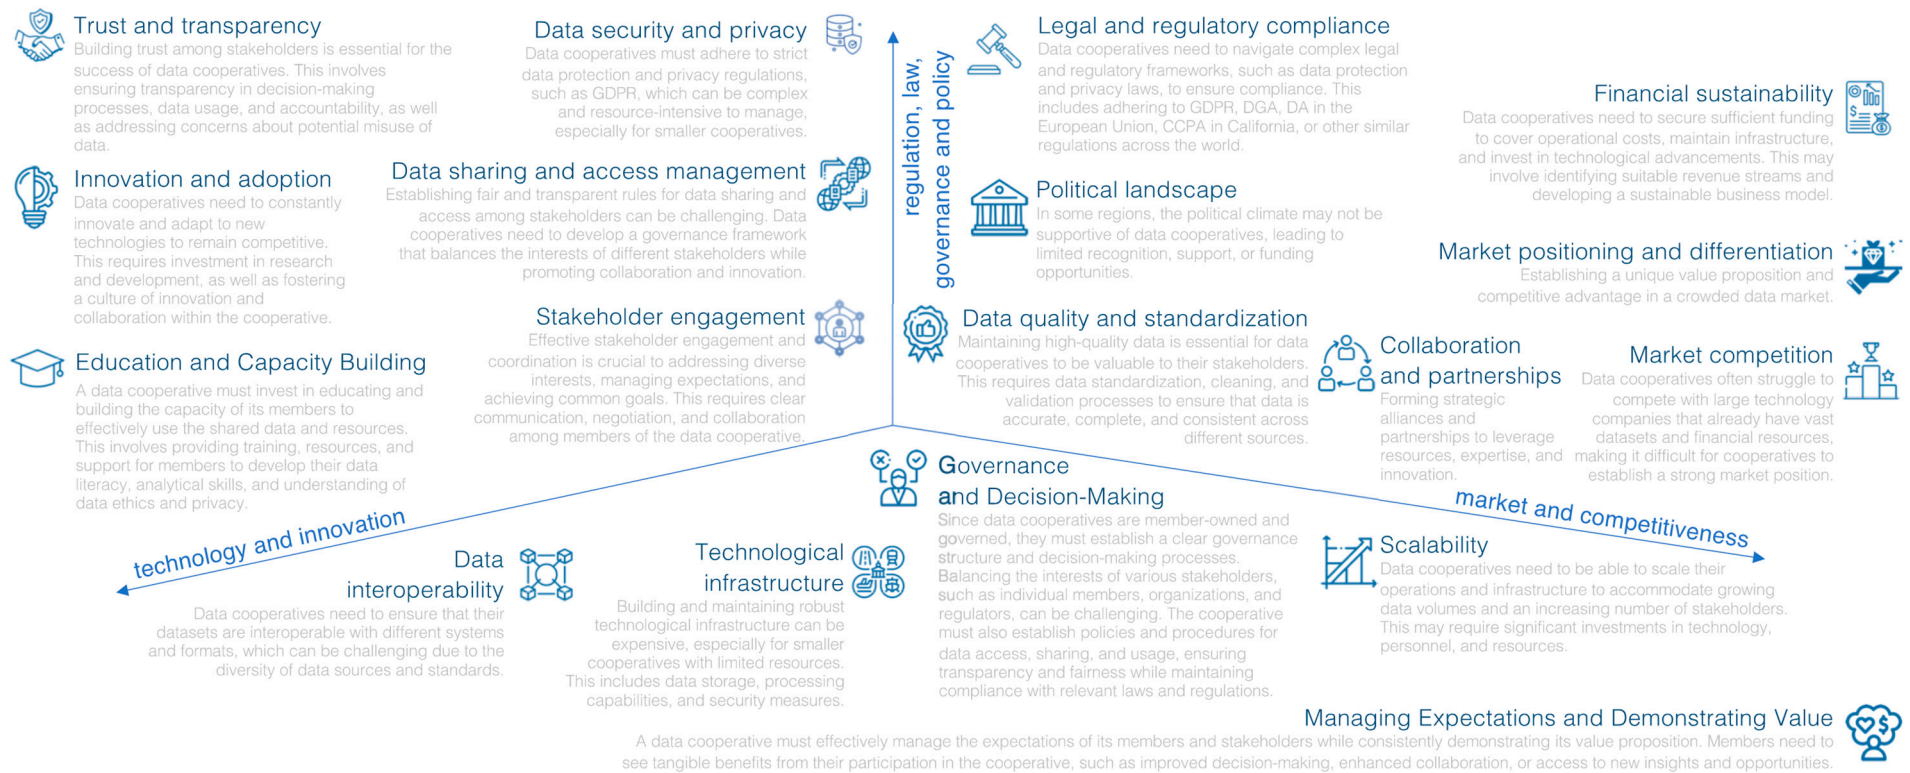 Trust and transparency
Building trust among stakeholders is essential for the
success of data cooperatives. This involves
ensuring transparency in decision-making
processes, data usage, and accountability, as well
as addressing concerns about potential misuse of
data.
Data security and privacy
Data cooperatives must adhere to strict
data protection and privacy regulations,
such as GDPR, which can be complex
and resource-intensive to manage,
especially for smaller cooperatives.
regulation, law,
governance and policy
Legal and regulatory compliance
Data cooperatives need to navigate complex legal
and regulatory frameworks, such as data protection
and privacy laws, to ensure compliance. This
includes adhering to GDPR, DGA, DA in the
European Union, CCPA in California, or other similar
regulations across the world.
Financial sustainability
Data cooperatives need to secure sufficient funding
to cover operational costs, maintain infrastructure,
and invest in technological advancements. This may
involve identifying suitable revenue streams and
developing a sustainable business model.
Innovation and adoption
Data cooperatives need to constantly
innovate and adapt to new
technologies to remain competitive.
This requires investment in research
and development, as well as fostering
a culture of innovation and
collaboration within the cooperative.
Data sharing and access management
Establishing fair and transparent rules for data sharing and
access among stakeholders can be challenging. Data
cooperatives need to develop a governance framework
that balances the interests of different stakeholders while
promoting collaboration and innovation.
Political landscape
In some regions, the political climate may not be
supportive of data cooperatives, leading to
limited recognition, support, or funding
opportunities.
Market positioning and differentiation
Establishing a unique value proposition and
competitive advantage in a crowded data market.
Stakeholder engagement
Effective stakeholder engagement and
coordination is crucial to addressing diverse
interests, managing expectations, and
achieving common goals. This requires clear
communication, negotiation, and collaboration
among members of the data cooperative.
Data quality and standardization
Maintaining high-quality data is essential for data
cooperatives to be valuable to their stakeholders.
This requires data standardization, cleaning, and
validation processes to ensure that data is
accurate, complete, and consistent across
different sources.
Collaboration
and partnerships
Forming strategic
alliances and
partnerships to leverage
resources, expertise, and
innovation.
Market competition
Data cooperatives often struggle to
compete with large technology
companies that already have vast
datasets and financial resources,
making it difficult for cooperatives to
establish a strong market position.
Education and Capacity Building
A data cooperative must invest in educating and
building the capacity of its members to
effectively use the shared data and resources.
This involves providing training, resources, and
support for members to develop their data
literacy, analytical skills, and understanding of
data ethics and privacy.
technology and innovation
Governance
and Decision-Making
Since data cooperatives are member-owned and
governed, they must establish a clear governance
structure and decision-making processes.
Balancing the interests of various stakeholders,
such as individual members, organizations, and
regulators, can be challenging. The cooperative
must also establish policies and procedures for
data access, sharing, and usage, ensuring
transparency and fairness while maintaining
compliance with relevant laws and regulations.
market and competitiveness
Data
interoperability
Data cooperatives need to ensure that their
datasets are interoperable with different systems
and formats, which can be challenging due to the
diversity of data sources and standards.
Technological
infrastructure
Building and maintaining robust
technological infrastructure can be
expensive, especially for smaller
cooperatives with limited resources.
This includes data storage, processing
capabilities, and security measures.
Scalability
Data cooperatives need to be able to scale their
operations and infrastructure to accommodate growing
data volumes and an increasing number of stakeholders.
This may require significant investments in technology,
personnel, and resources.
Managing Expectations and Demonstrating Value
A data cooperative must effectively manage the expectations of its members and stakeholders while consistently demonstrating its value proposition. Members need to
see tangible benefits from their participation in the cooperative, such as improved decision-making, enhanced collaboration, or access to new insights and opportunities.